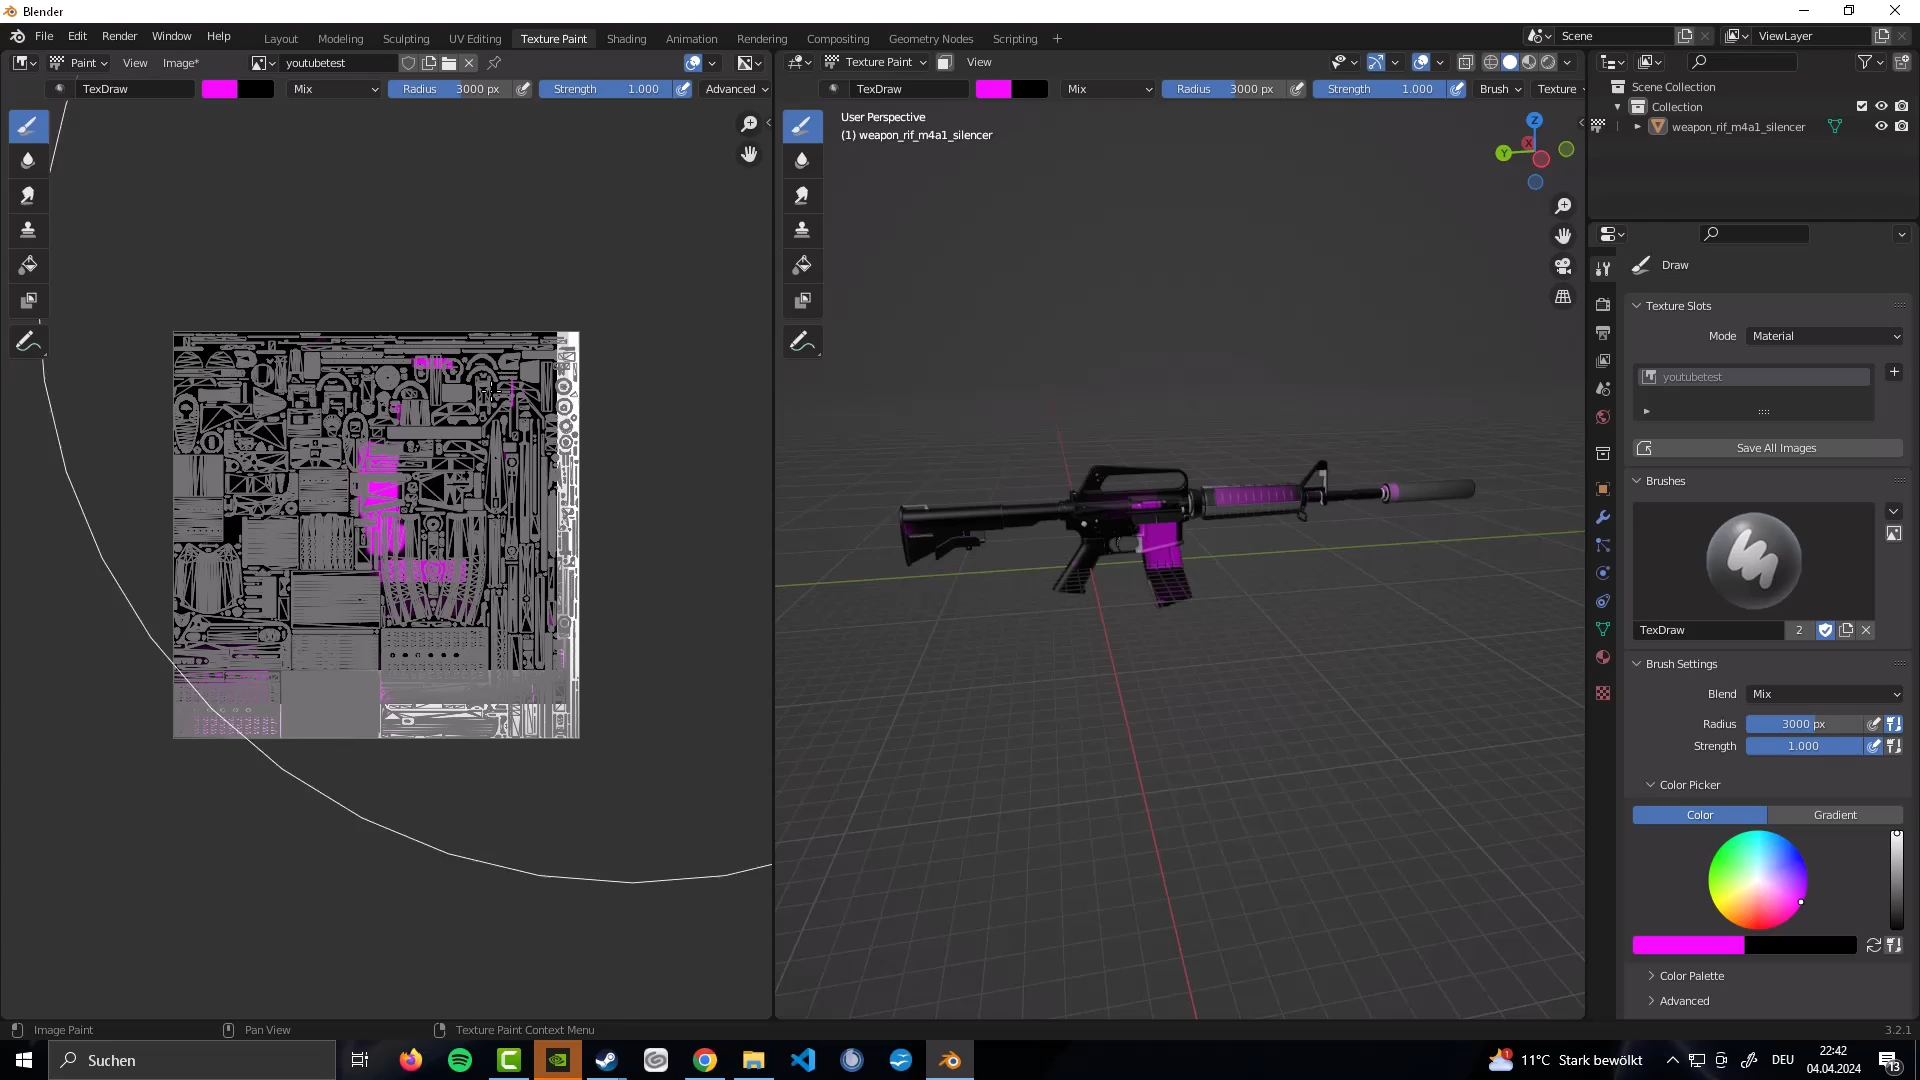 Blender
File Edit Render Window Help
Layout Modeling Sculpting UV Editing Texture Paint Shading Animation Rendering Compositing Geometry Nodes Scripting +
Scene
ViewLayer
Paint View Image* youtubetest
Texture Paint View
TexDraw Mix Radius 3000 px Strength 1.000 Advanced
TexDraw Mix Radius 3000 px Strength 1.000 Brush Texture
User Perspective
(1) weapon_rif_m4a1_silencer
Z
X
Y
Scene Collection
Collection
weapon_rif_m4a1_silencer
Draw
Texture Slots
Mode Material
youtubetest
Save All Images
Brushes
TexDraw 2
Brush Settings
Blend Mix
Radius 3000 px
Strength 1.000
Color Picker
Color Gradient
Color Palette
Advanced
Image Paint Pan View Texture Paint Context Menu 3.2.1
Suchen
1
11°C Stark bewölkt
DEU
22:42
04.04.2024
13